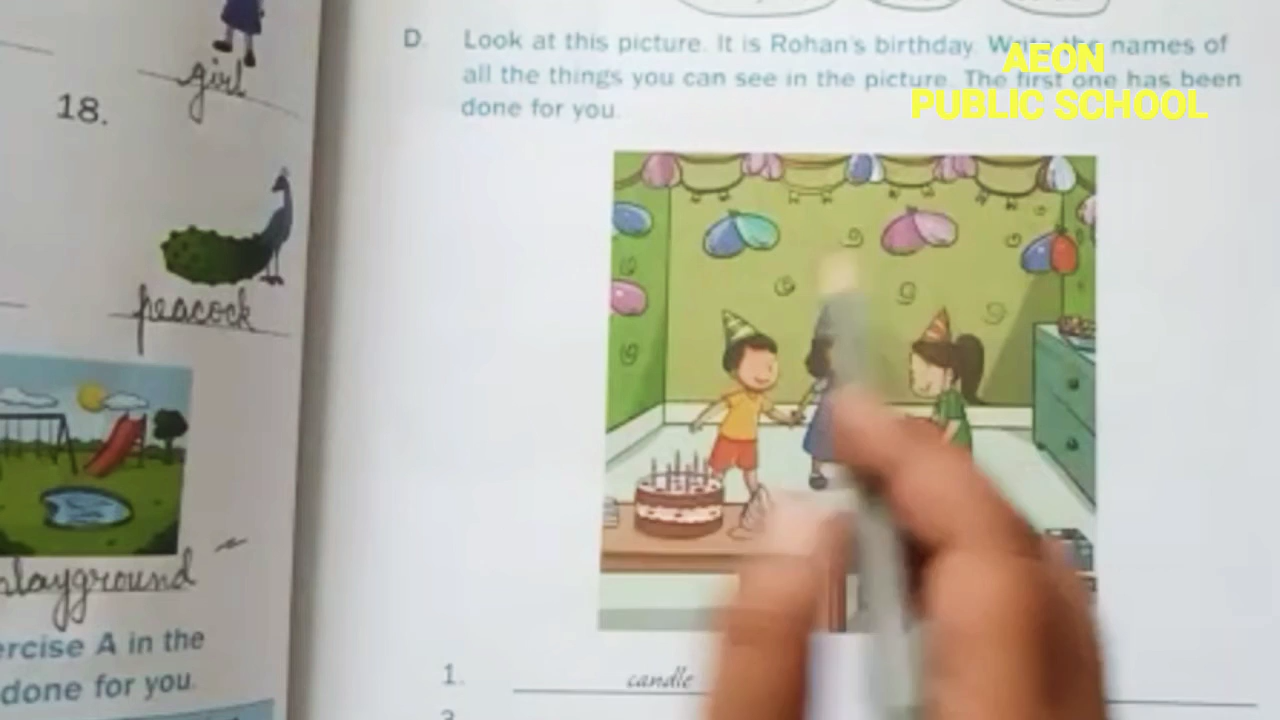 girl
18.
peacock
playground
ercise A in the
done for you.
D. Look at this picture. It is Rohan's birthday. Write the names of
all the things you can see in the picture. The first one has been
done for you.
AEON
PUBLIC SCHOOL
1. candle